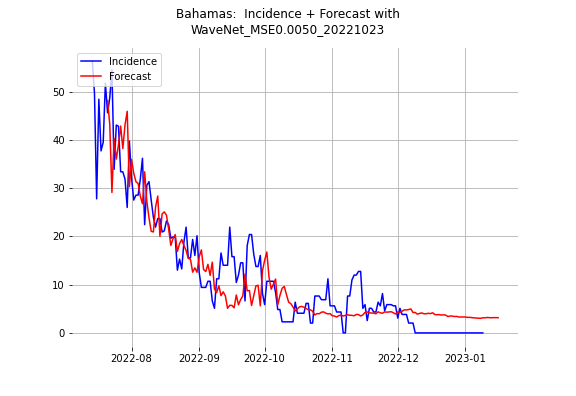 Bahamas:  Incidence + Forecast with
WaveNet_MSE0.0050_20221023
Incidence
Forecast
50
40
30
20
10
0
2022-08 2022-09 2022-10 2022-11 2022-12 2023-01